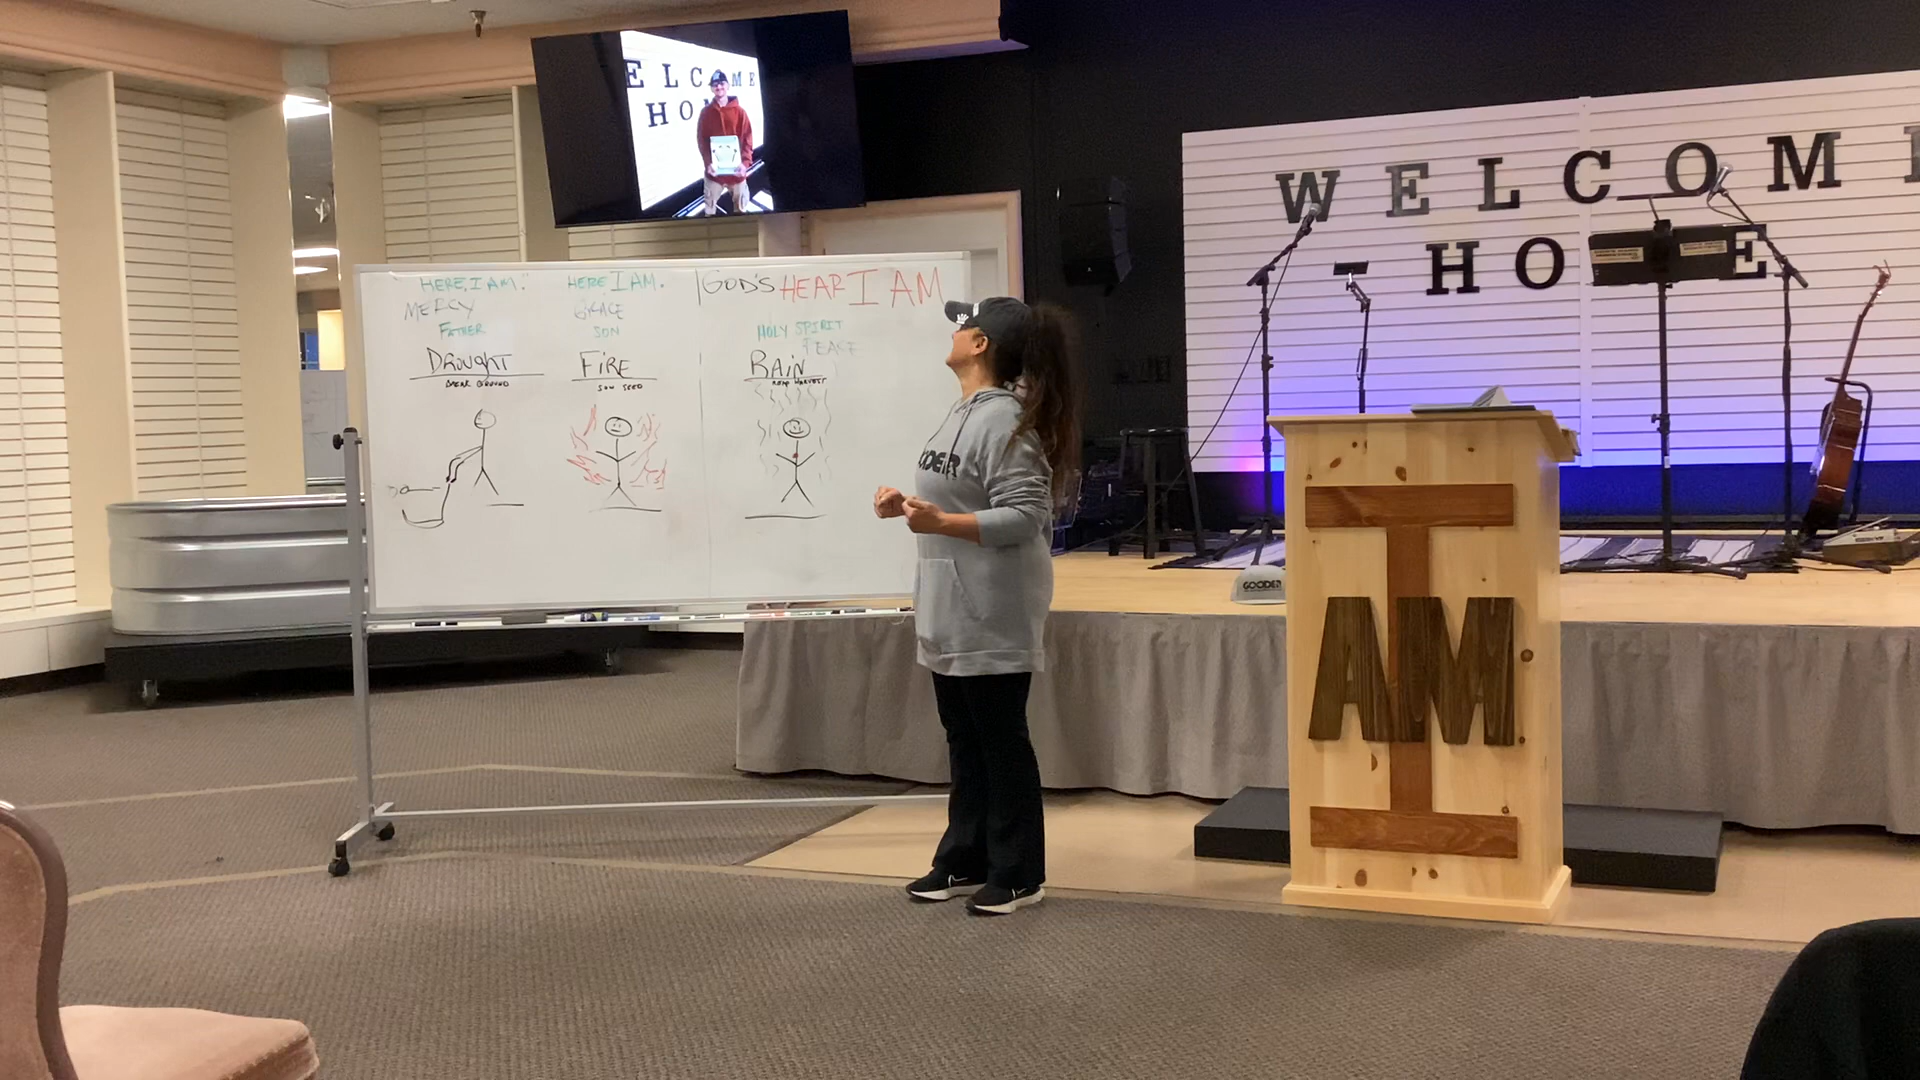 ELCOME
HO
WELCOME
HOME
HERE, I AM."
MERCY
FATHER
DROUGHT
BREAK GROUND
HERE I AM.
GRACE
SON
FIRE
SOW SEED
GOD'S HEAR I AM
HOLY SPIRIT
PEACE
RAIN
REAP HARVEST
GOODER
I
AM